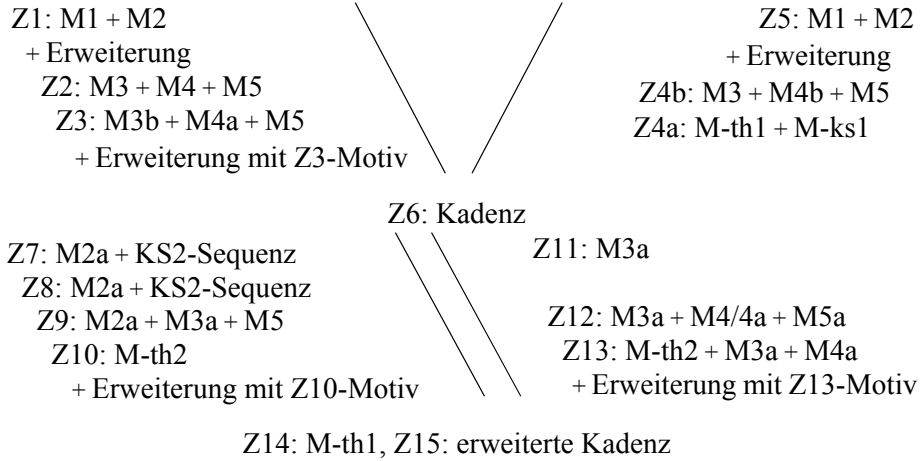 Z1: M1 + M2
+ Erweiterung
Z2: M3 + M4 + M5
Z3: M3b + M4a + M5
+ Erweiterung mit Z3-Motiv
Z5: M1 + M2
+ Erweiterung
Z4b: M3 + M4b + M5
Z4a: M-th1 + M-ks1
Z6: Kadenz
Z7: M2a + KS2-Sequenz
Z8: M2a + KS2-Sequenz
Z9: M2a + M3a + M5
Z10: M-th2
+ Erweiterung mit Z10-Motiv
Z11: M3a
Z12: M3a + M4/4a + M5a
Z13: M-th2 + M3a + M4a
+ Erweiterung mit Z13-Motiv
Z14: M-th1, Z15: erweiterte Kadenz